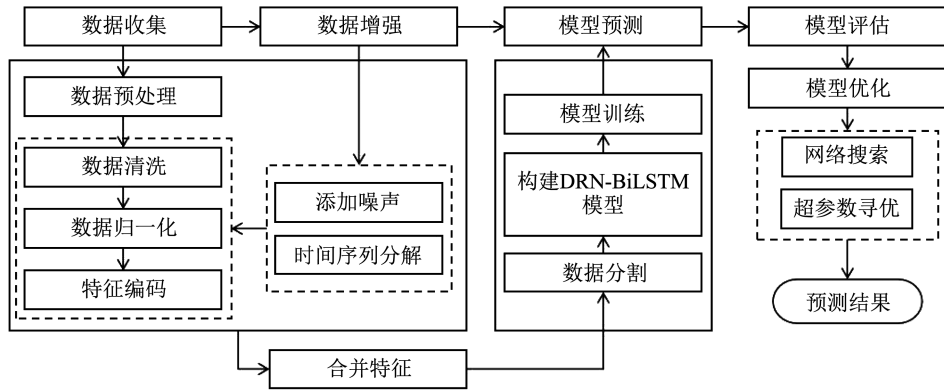 数据收集
数据增强
模型预测
模型评估
数据预处理
模型训练
模型优化
数据清洗
添加噪声
构建DRN-BiLSTM
模型
网络搜索
数据归一化
时间序列分解
超参数寻优
特征编码
数据分割
预测结果
合并特征